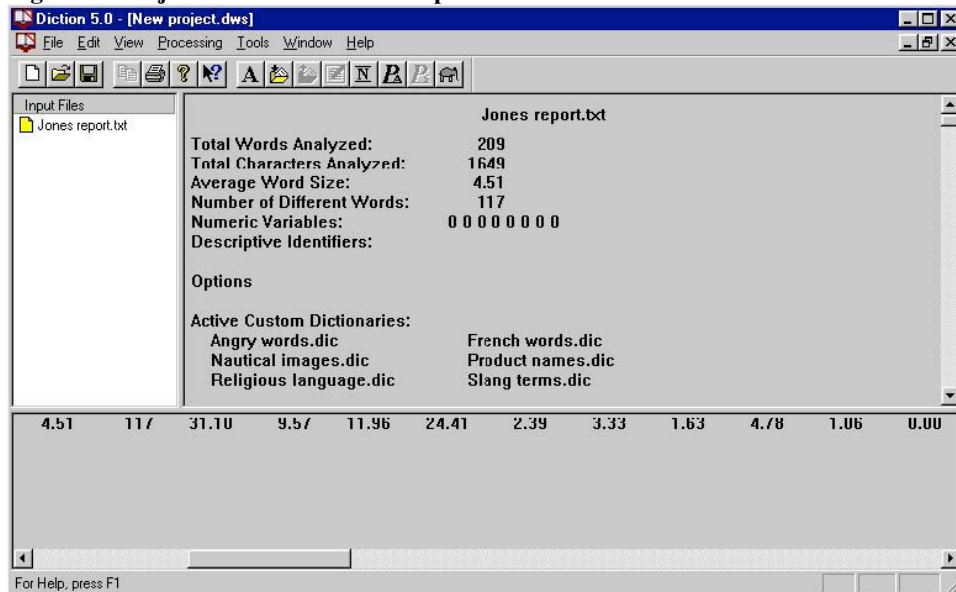 Diction 5.0 - [New project.dws]
File Edit View Processing Tools Window Help
Input Files
Jones report.txt
Jones report.txt
Total Words Analyzed: 209
Total Characters Analyzed: 1649
Average Word Size: 4.51
Number of Different Words: 117
Numeric Variables: 0 0 0 0 0 0 0 0
Descriptive Identifiers:
Options
Active Custom Dictionaries:
Angry words.dic French words.dic
Nautical images.dic Product names.dic
Religious language.dic Slang terms.dic
4.51 117 31.10 9.57 11.96 24.41 2.39 3.33 1.63 4.78 1.06 0.00
For Help, press F1